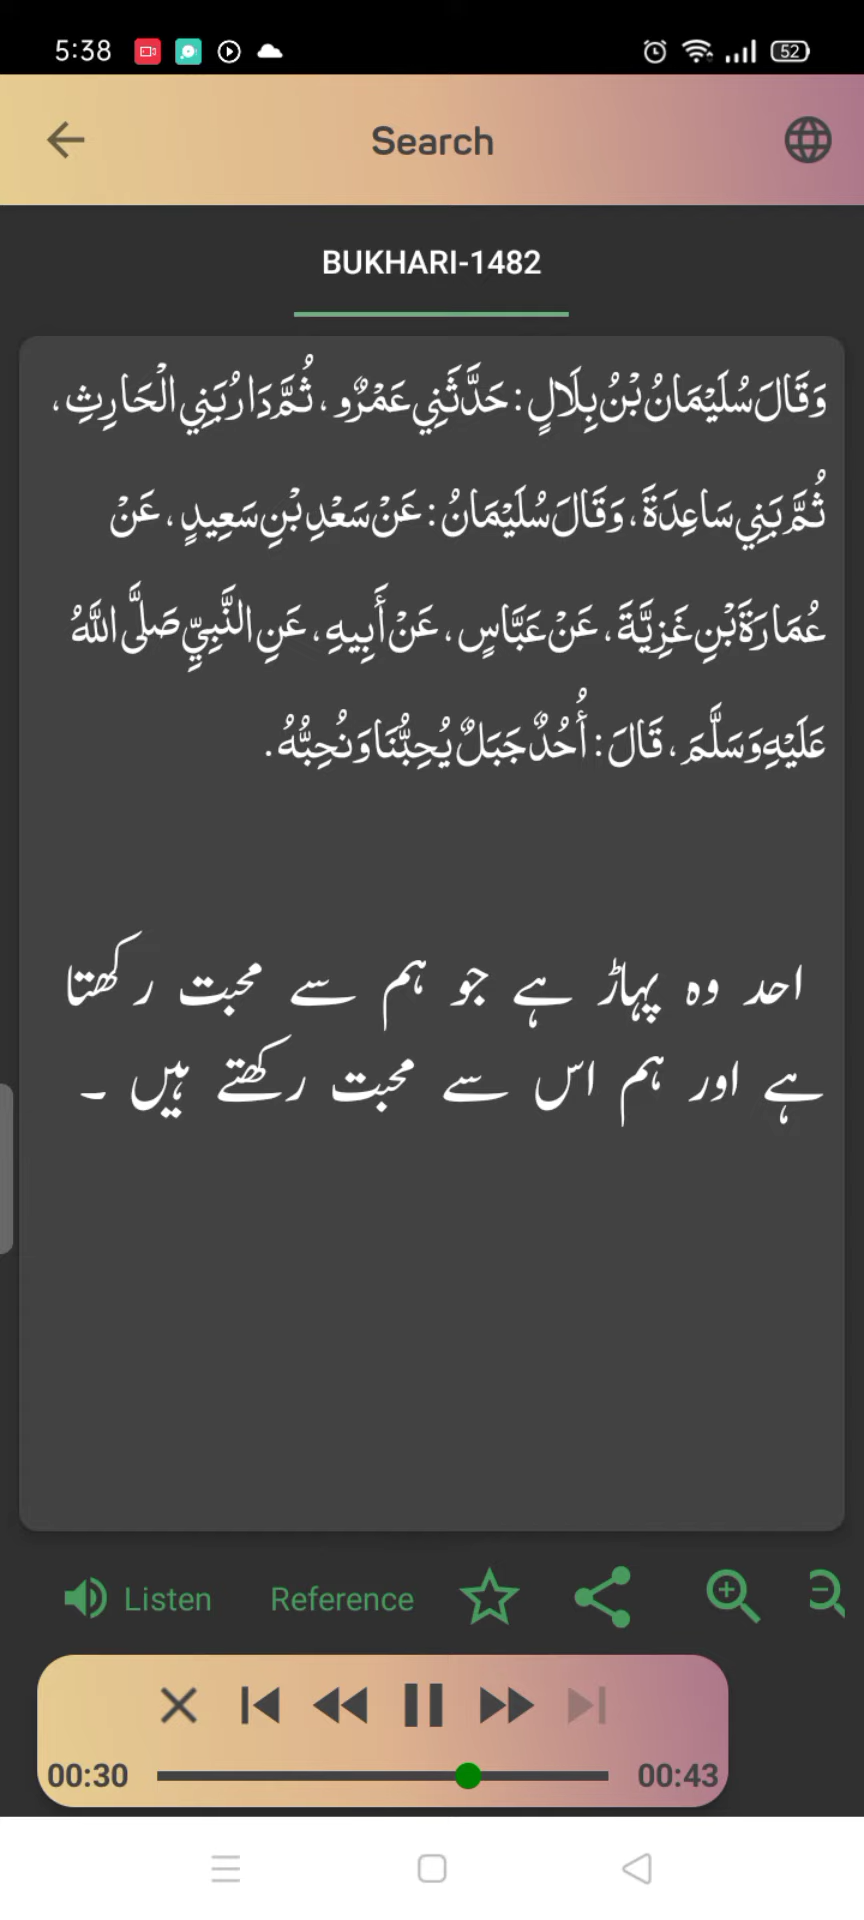 5:38
52
Search
BUKHARI-1482
وَقَالَ سُلَيْمَانُ بْنُ بِلَالٍ : حَدَّثَنِي عَمْرٌو ، ثُمَّ دَارُ بَنِي الْحَارِثِ ،
ثُمَّ بَنِي سَاعِدَةَ ، وَقَالَ سُلَيْمَانُ : عَنْ سَعْدِ بْنِ سَعِيدٍ ، عَنْ
عُمَارَةَ بْنِ غَزِيَّةَ ، عَنْ عَبَّاسٍ ، عَنْ أَبِيهِ ، عَنِ النَّبِيِّ صَلَّى اللَّهُ
عَلَيْهِ وَسَلَّمَ ، قَالَ : أُحُدٌ جَبَلٌ يُحِبُّنَا وَنُحِبُّهُ .
احد وہ پہاڑ ہے جو ہم سے محبت رکھتا
ہے اور ہم اس سے محبت رکھتے ہیں ۔
Listen Reference
00:30 00:43